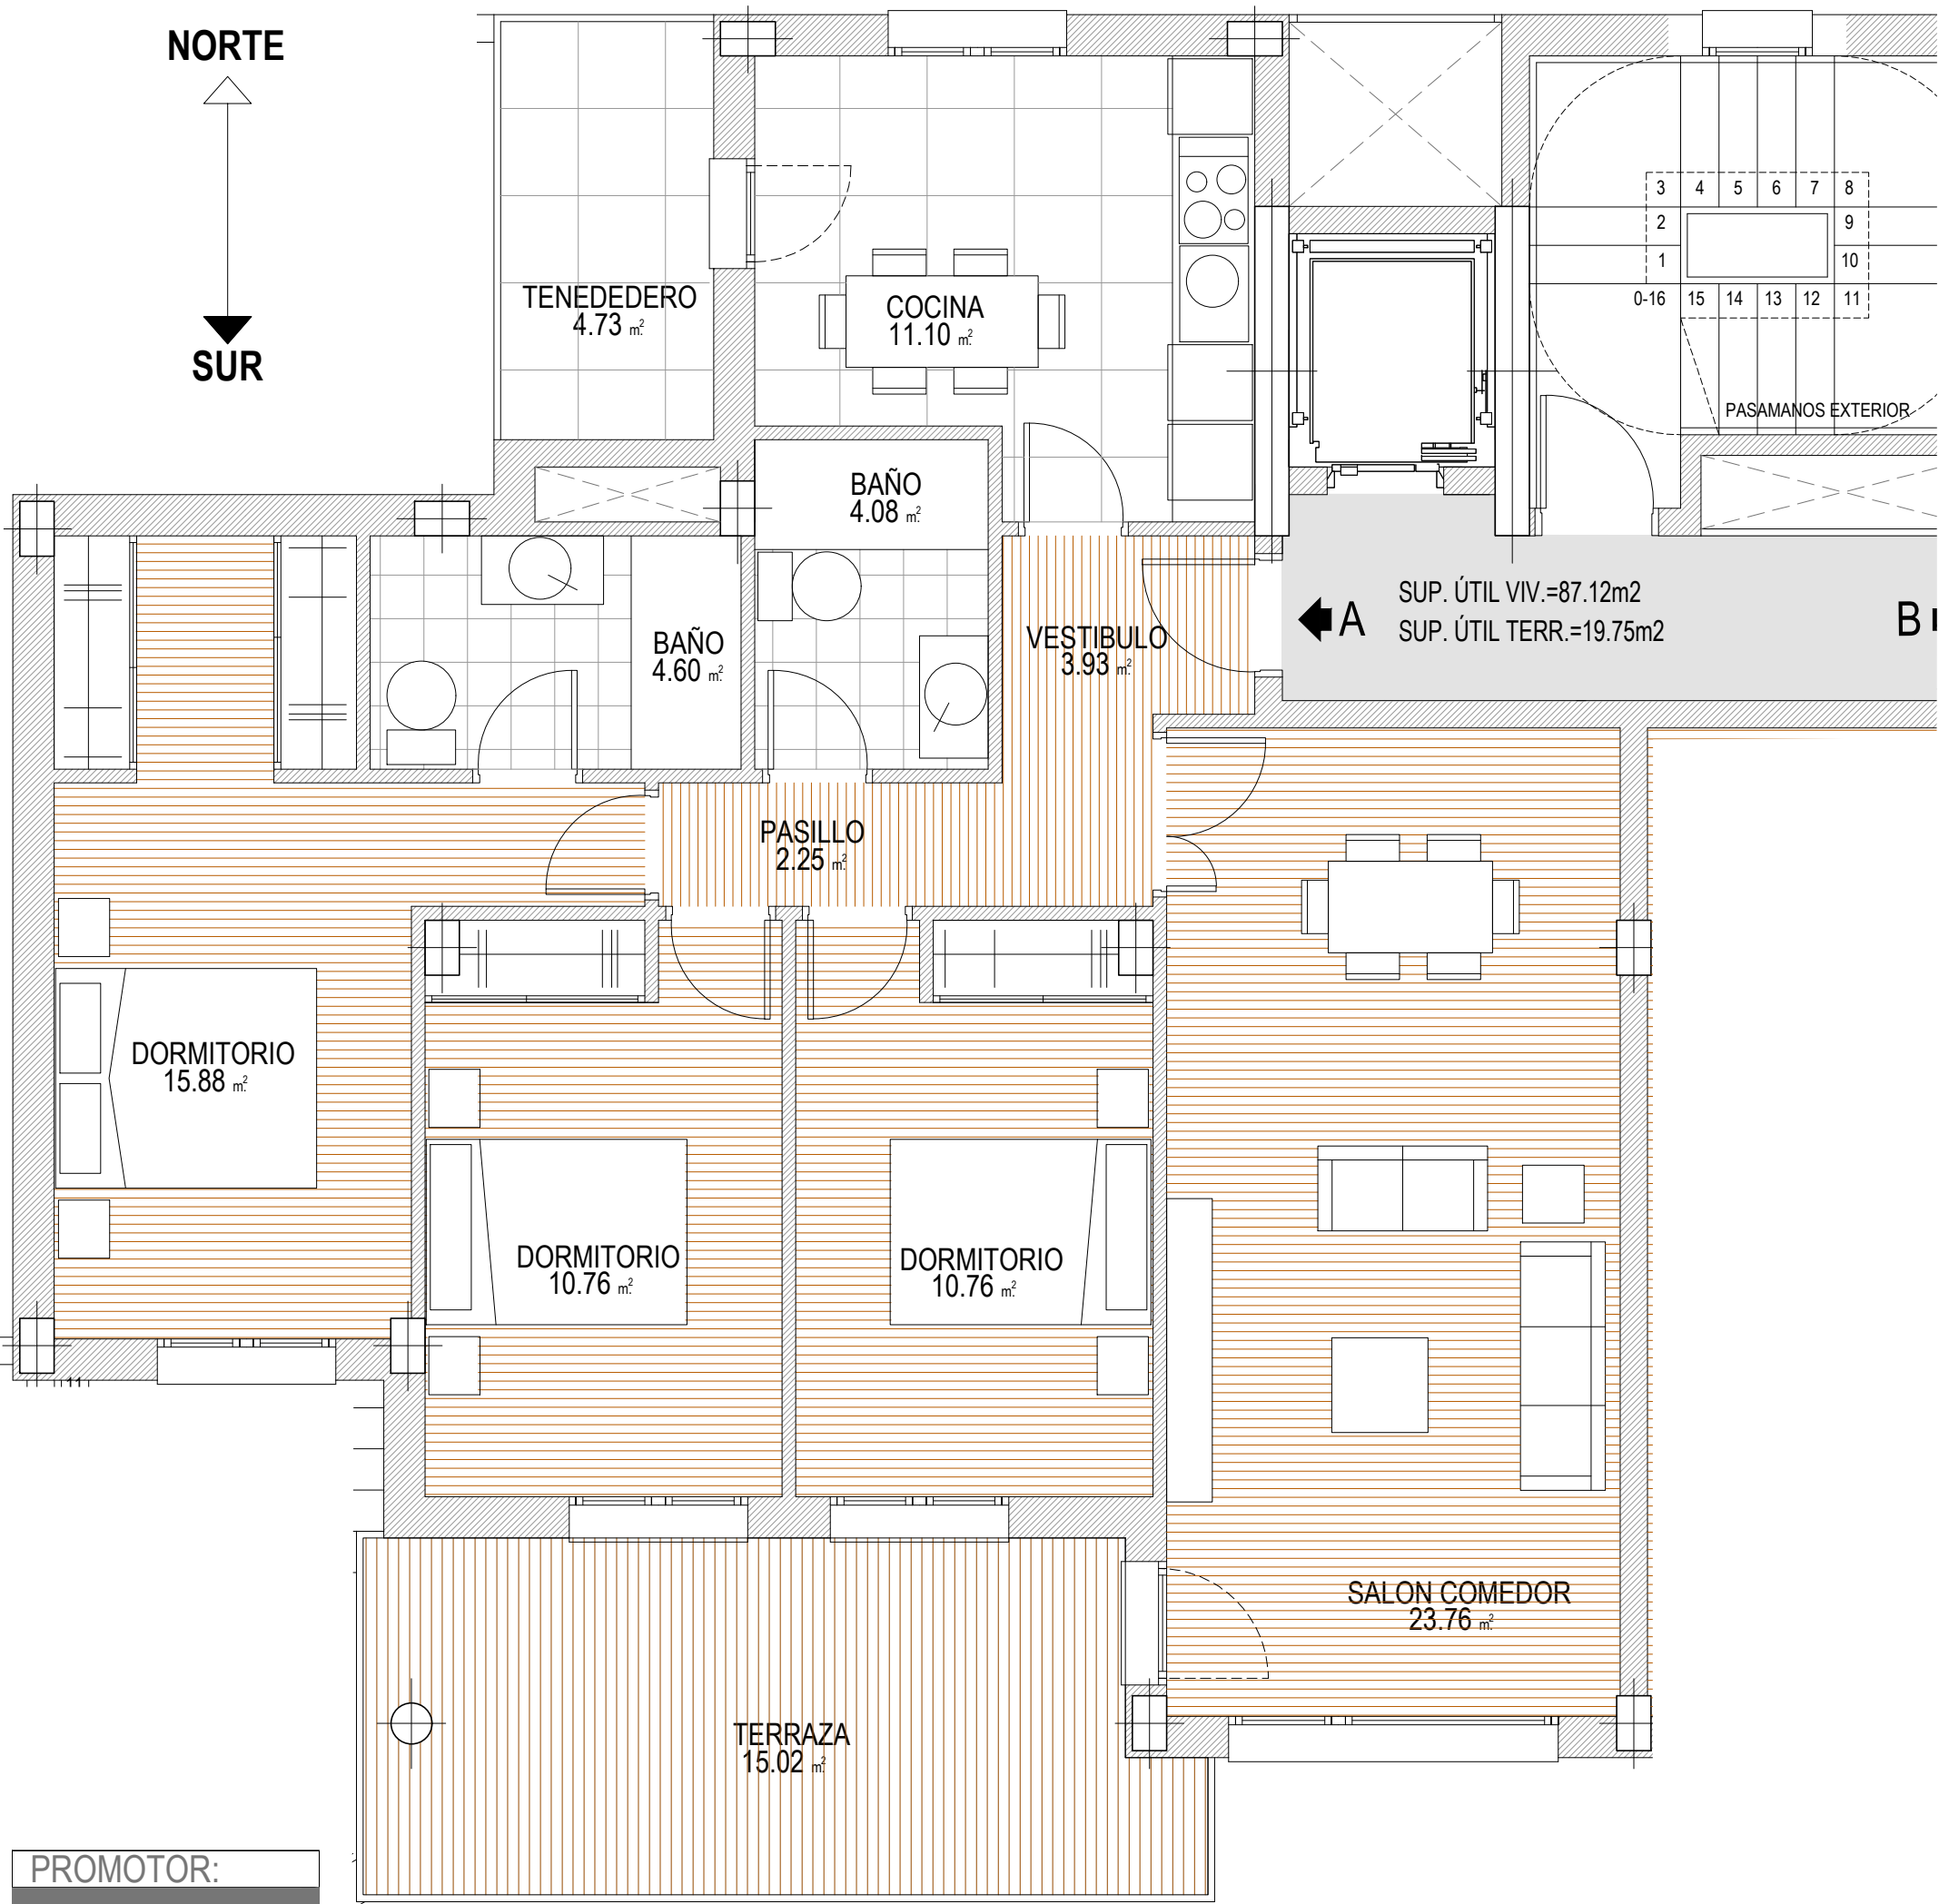 NORTE
SUR
TENEDEDERO
4.73 m²
COCINA
11.10 m²
3 4 5 6 7 8
2 9
1 10
0-16 15 14 13 12 11
PASAMANOS EXTERIOR
BAÑO
4.08 m²
BAÑO
4.60 m²
VESTIBULO
3.93 m²
A
SUP. ÚTIL VIV.=87.12m2
SUP. ÚTIL TERR.=19.75m2
B
PASILLO
2.25 m²
DORMITORIO
15.88 m²
DORMITORIO
10.76 m²
DORMITORIO
10.76 m²
SALON COMEDOR
23.76 m²
TERRAZA
15.02 m²
PROMOTOR: